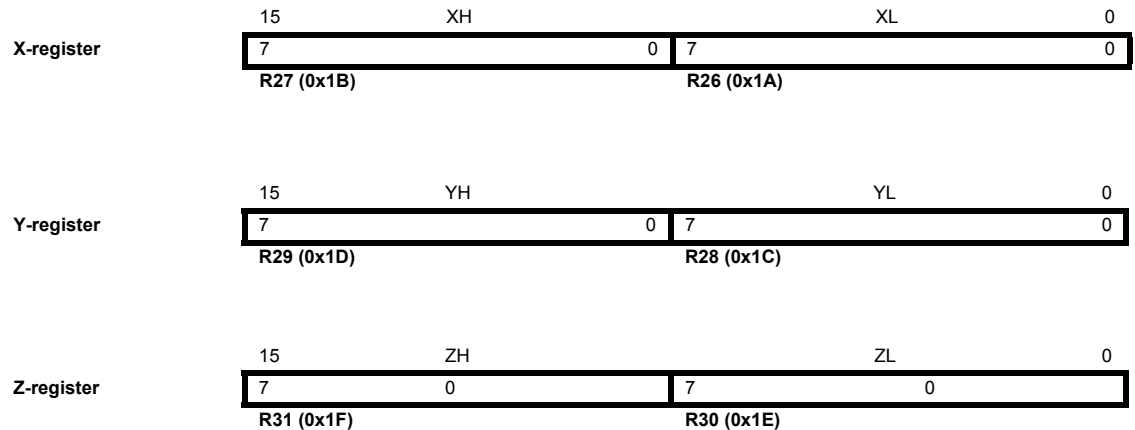 15 XH XL 0
X-register 7 0 7 0
R27 (0x1B) R26 (0x1A)
15 YH YL 0
Y-register 7 0 7 0
R29 (0x1D) R28 (0x1C)
15 ZH ZL 0
Z-register 7 0 7 0
R31 (0x1F) R30 (0x1E)